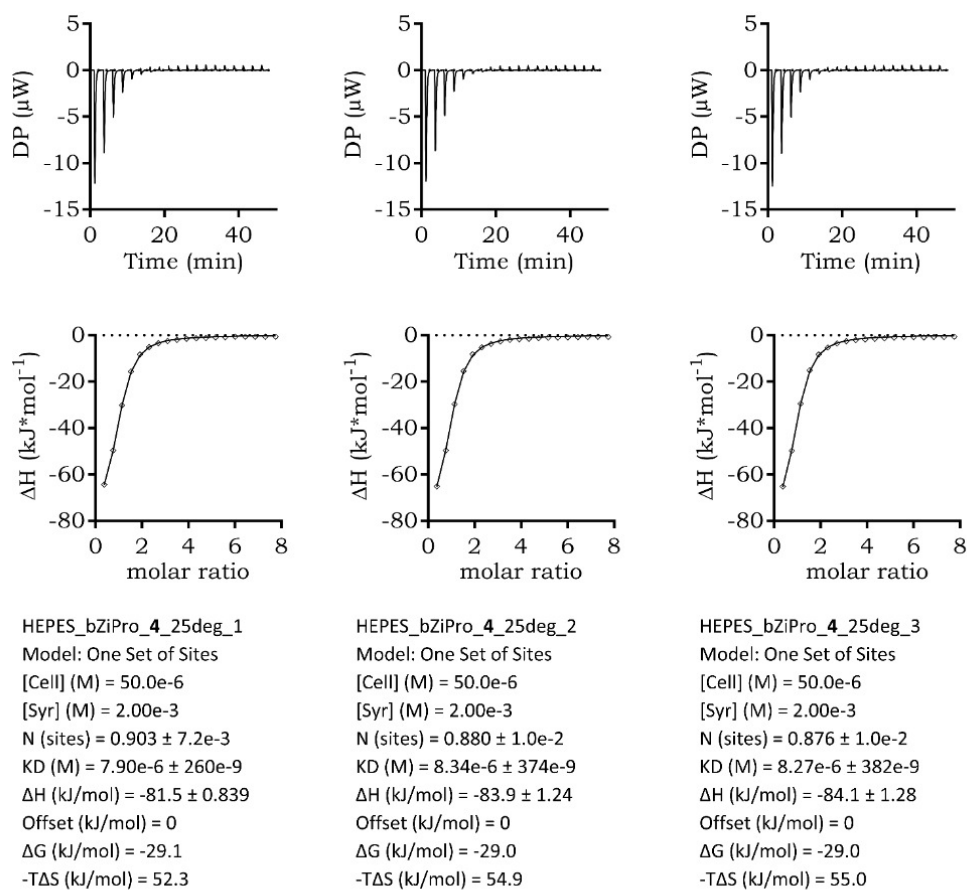 5
0
-5
-10
-15
DP (µW)
0 20 40
Time (min)
5
0
-5
-10
-15
DP (µW)
0 20 40
Time (min)
5
0
-5
-10
-15
DP (µW)
0 20 40
Time (min)
0
-20
-40
-60
-80
ΔH (kJ*mol⁻¹)
0 2 4 6 8
molar ratio
0
-20
-40
-60
-80
ΔH (kJ*mol⁻¹)
0 2 4 6 8
molar ratio
0
-20
-40
-60
-80
ΔH (kJ*mol⁻¹)
0 2 4 6 8
molar ratio
HEPES_bZiPro_4_25deg_1
Model: One Set of Sites
[Cell] (M) = 50.0e-6
[Syr] (M) = 2.00e-3
N (sites) = 0.903 ± 7.2e-3
KD (M) = 7.90e-6 ± 260e-9
ΔH (kJ/mol) = -81.5 ± 0.839
Offset (kJ/mol) = 0
ΔG (kJ/mol) = -29.1
-TΔS (kJ/mol) = 52.3
HEPES_bZiPro_4_25deg_2
Model: One Set of Sites
[Cell] (M) = 50.0e-6
[Syr] (M) = 2.00e-3
N (sites) = 0.880 ± 1.0e-2
KD (M) = 8.34e-6 ± 374e-9
ΔH (kJ/mol) = -83.9 ± 1.24
Offset (kJ/mol) = 0
ΔG (kJ/mol) = -29.0
-TΔS (kJ/mol) = 54.9
HEPES_bZiPro_4_25deg_3
Model: One Set of Sites
[Cell] (M) = 50.0e-6
[Syr] (M) = 2.00e-3
N (sites) = 0.876 ± 1.0e-2
KD (M) = 8.27e-6 ± 382e-9
ΔH (kJ/mol) = -84.1 ± 1.28
Offset (kJ/mol) = 0
ΔG (kJ/mol) = -29.0
-TΔS (kJ/mol) = 55.0